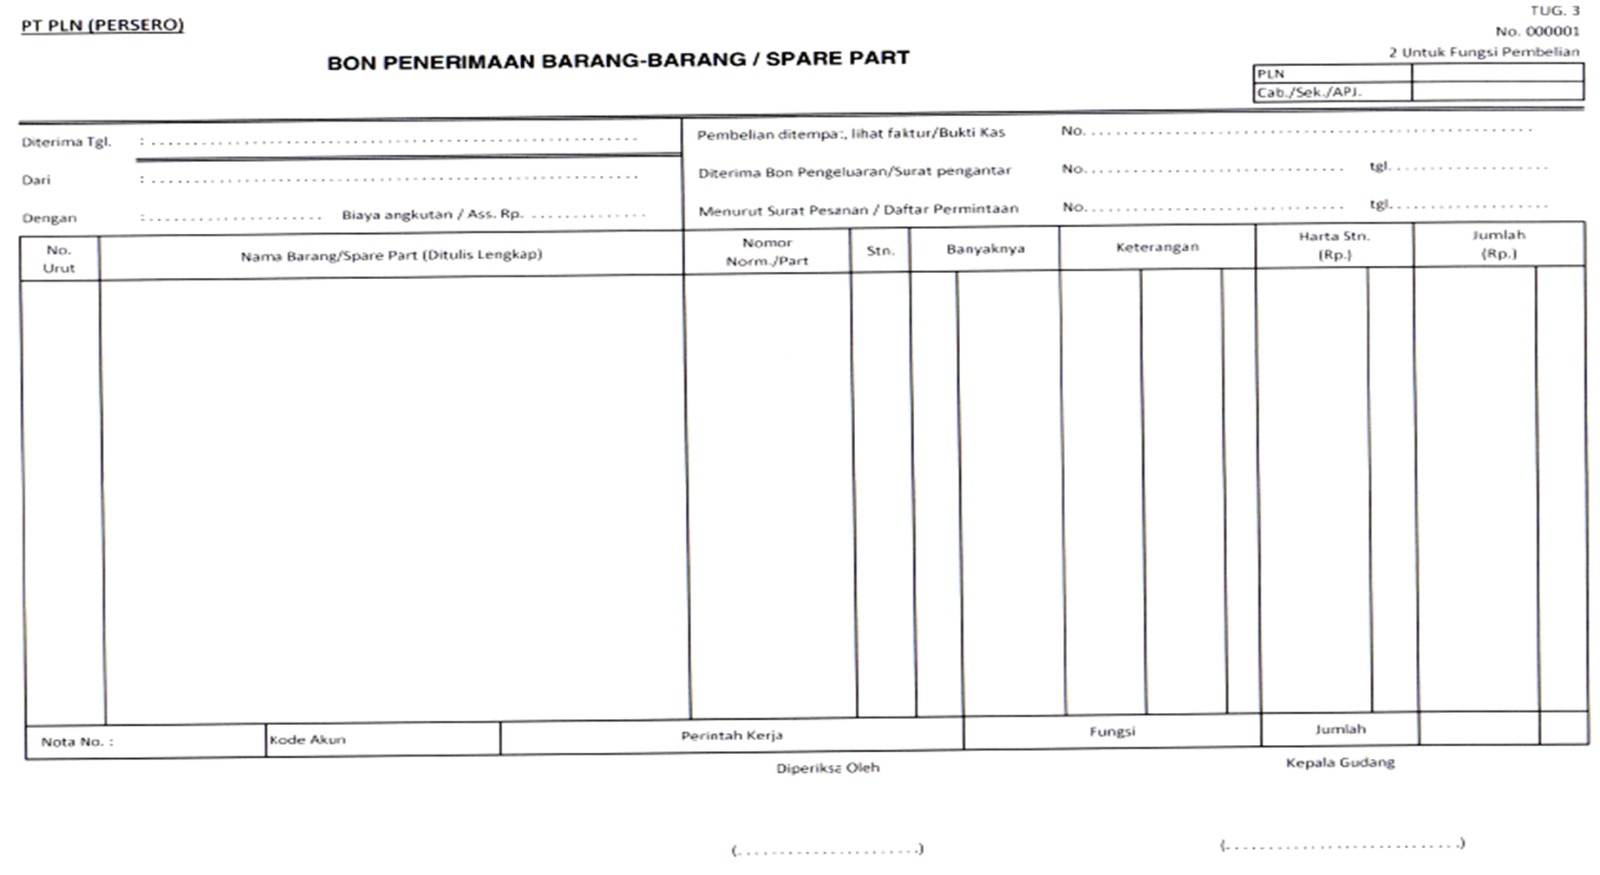 PT PLN (PERSERO)
TUG. 3
No. 000001
2 Untuk Fungsi Pembelian
BON PENERIMAAN BARANG-BARANG / SPARE PART
PLN
Cab./Sek./APJ.
Diterima Tgl. : ............................................................
Pembelian ditempa:, lihat faktur/Bukti Kas No. ............................................................
Dari : ............................................................
Diterima Bon Pengeluaran/Surat pengantar No. .................................. tgl. .....................
Dengan : ...................... Biaya angkutan / Ass. Rp. ...............
Menurut Surat Pesanan / Daftar Permintaan No. .................................. tgl. .....................
No. Urut
Nama Barang/Spare Part (Ditulis Lengkap)
Nomor Norm./Part
Stn.
Banyaknya
Keterangan
Harta Stn. (Rp.)
Jumlah (Rp.)
Nota No. :
Kode Akun
Perintah Kerja
Fungsi
Jumlah
Diperiksa Oleh
Kepala Gudang
(......................)
(............................)